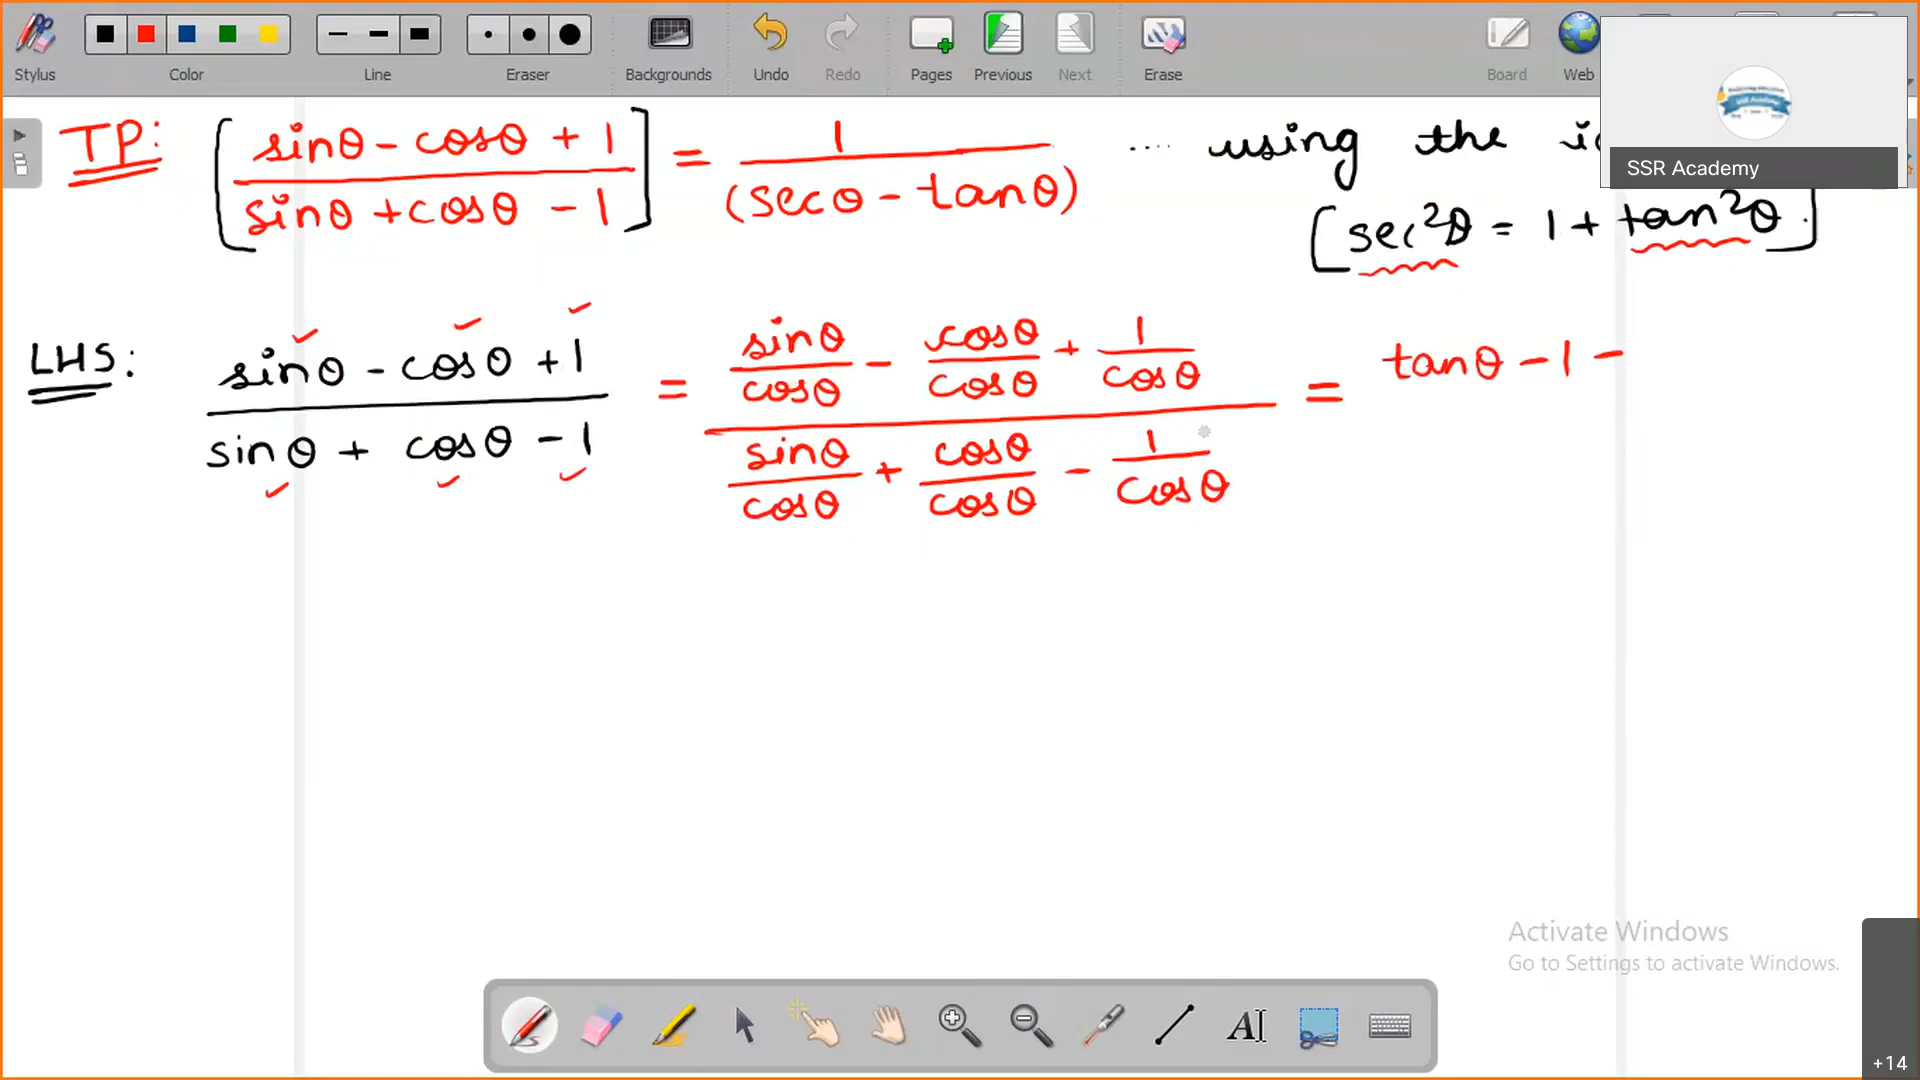 Stylus Color Line Eraser Backgrounds Undo Redo Pages Previous Next Erase Board Web
SSR Academy
TP: [ (sinθ - cosθ + 1) / (sinθ + cosθ - 1) ] = 1 / (secθ - tanθ) .... using the
[sec²θ = 1 + tan²θ.]
LHS: (sinθ - cosθ + 1) / (sinθ + cosθ - 1) = (sinθ/cosθ - cosθ/cosθ + 1/cosθ) / (sinθ/cosθ + cosθ/cosθ - 1/cosθ) = tanθ - 1 -
Activate Windows
Go to Settings to activate Windows.
+14